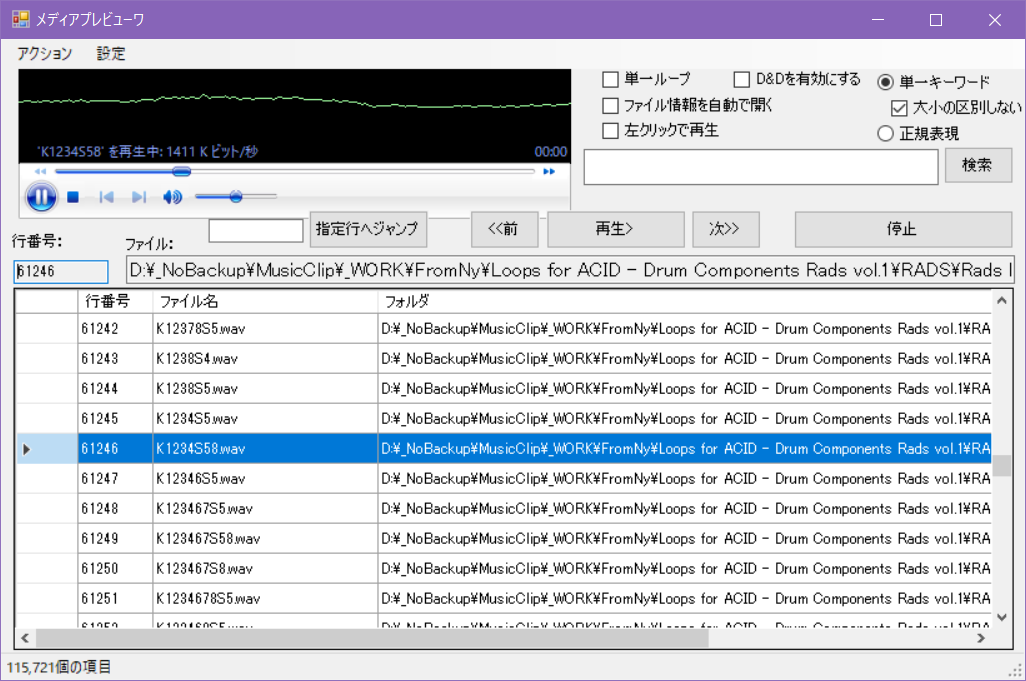 メディアプレビューワ
アクション 設定
単一ループ D&Dを有効にする 単一キーワード
ファイル情報を自動で開く 大小の区別しない
左クリックで再生 正規表現
'K1234S58' を再生中: 1411 K ビット/秒 00:00
検索
行番号: ファイル: 指定行へジャンプ <<前 再生> 次>> 停止
61246 D:¥_NoBackup¥MusicClip¥_WORK¥FromNy¥Loops for ACID - Drum Components Rads vol.1¥RADS¥Rads
行番号 ファイル名 フォルダ
61242 K12378S5.wav D:¥_NoBackup¥MusicClip¥_WORK¥FromNy¥Loops for ACID - Drum Components Rads vol.1¥RA
61243 K1238S4.wav D:¥_NoBackup¥MusicClip¥_WORK¥FromNy¥Loops for ACID - Drum Components Rads vol.1¥RA
61244 K1238S5.wav D:¥_NoBackup¥MusicClip¥_WORK¥FromNy¥Loops for ACID - Drum Components Rads vol.1¥RA
61245 K1234S5.wav D:¥_NoBackup¥MusicClip¥_WORK¥FromNy¥Loops for ACID - Drum Components Rads vol.1¥RA
61246 K1234S58.wav D:¥_NoBackup¥MusicClip¥_WORK¥FromNy¥Loops for ACID - Drum Components Rads vol.1¥RA
61247 K12346S5.wav D:¥_NoBackup¥MusicClip¥_WORK¥FromNy¥Loops for ACID - Drum Components Rads vol.1¥RA
61248 K123467S5.wav D:¥_NoBackup¥MusicClip¥_WORK¥FromNy¥Loops for ACID - Drum Components Rads vol.1¥RA
61249 K123467S58.wav D:¥_NoBackup¥MusicClip¥_WORK¥FromNy¥Loops for ACID - Drum Components Rads vol.1¥RA
61250 K123467S8.wav D:¥_NoBackup¥MusicClip¥_WORK¥FromNy¥Loops for ACID - Drum Components Rads vol.1¥RA
61251 K1234678S5.wav D:¥_NoBackup¥MusicClip¥_WORK¥FromNy¥Loops for ACID - Drum Components Rads vol.1¥RA
115,721個の項目